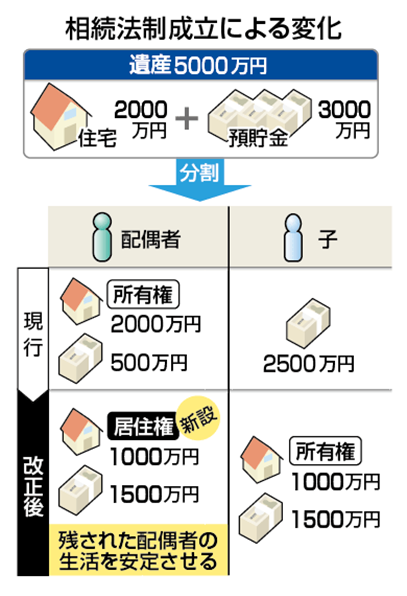 相続法制成立による変化
遺産5000万円
住宅
2000
万円
+
預貯金
3000
万円
分割
配偶者
子
現行
所有権
2000万円
500万円
2500万円
改正後
居住権
新設
1000万円
1500万円
所有権
1000万円
1500万円
残された配偶者の
生活を安定させる